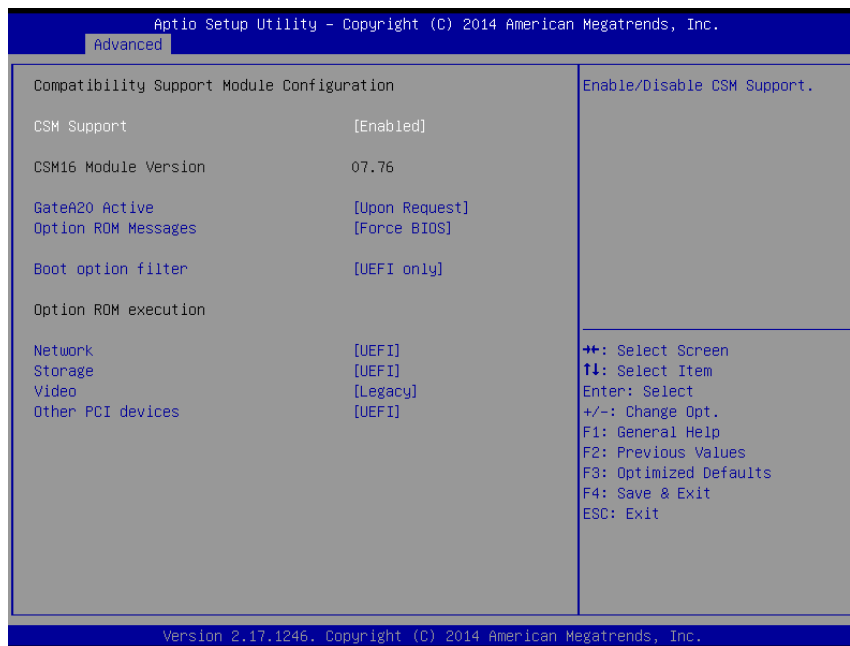 Aptio Setup Utility – Copyright (C) 2014 American Megatrends, Inc.
Advanced
Compatibility Support Module Configuration
CSM Support [Enabled]
CSM16 Module Version 07.76
GateA20 Active [Upon Request]
Option ROM Messages [Force BIOS]
Boot option filter [UEFI only]
Option ROM execution
Network [UEFI]
Storage [UEFI]
Video [Legacy]
Other PCI devices [UEFI]
Enable/Disable CSM Support.
→←: Select Screen
↑↓: Select Item
Enter: Select
+/-: Change Opt.
F1: General Help
F2: Previous Values
F3: Optimized Defaults
F4: Save & Exit
ESC: Exit
Version 2.17.1246. Copyright (C) 2014 American Megatrends, Inc.